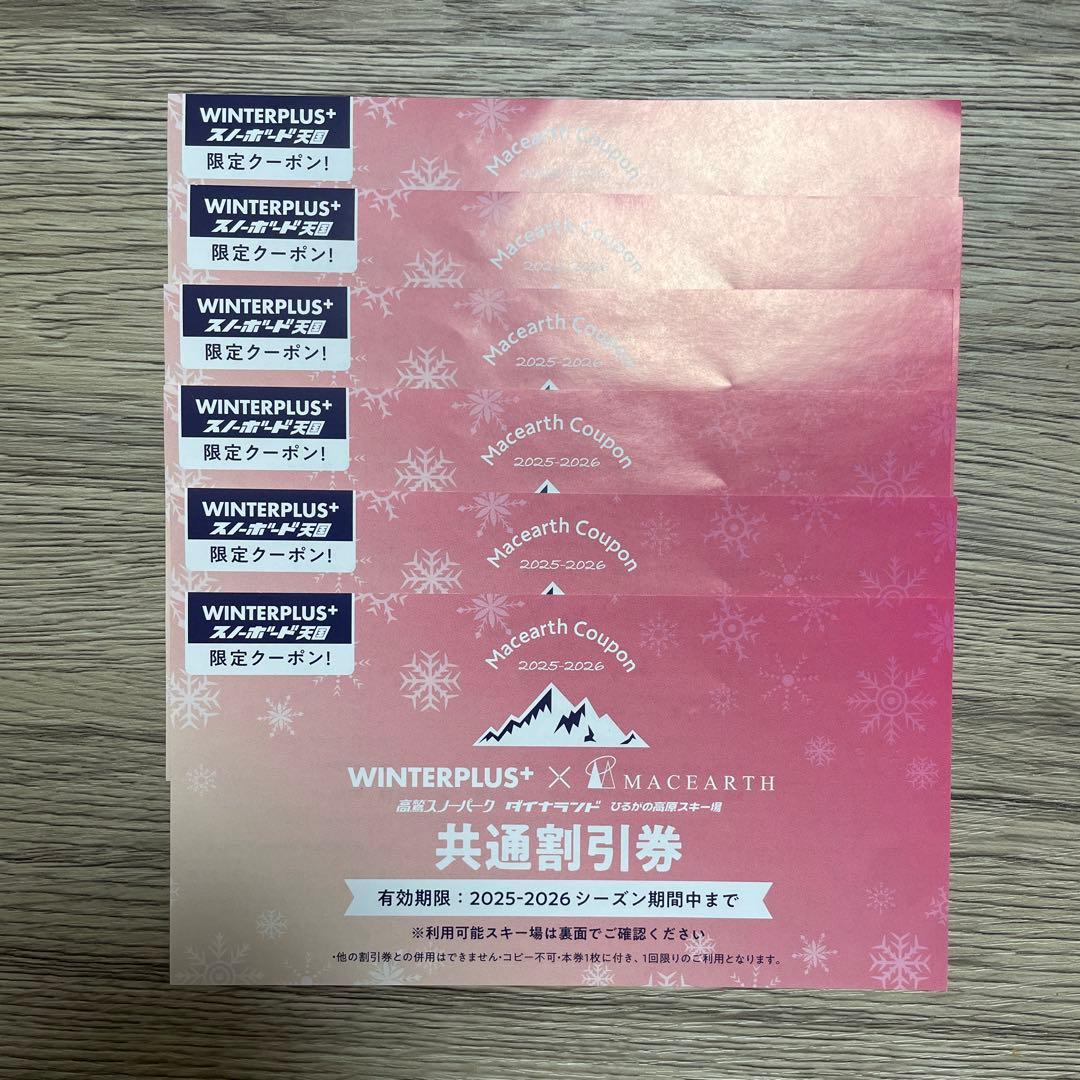 WINTERPLUS+
スノーボード天国
限定クーポン!
Macearth Coupon
2025-2026
WINTERPLUS+
スノーボード天国
限定クーポン!
Macearth Coupon
2025-2026
WINTERPLUS+
スノーボード天国
限定クーポン!
Macearth Coupon
2025-2026
WINTERPLUS+
スノーボード天国
限定クーポン!
Macearth Coupon
2025-2026
WINTERPLUS+
スノーボード天国
限定クーポン!
Macearth Coupon
2025-2026
WINTERPLUS+
スノーボード天国
限定クーポン!
Macearth Coupon
2025-2026
WINTERPLUS+ × MACEARTH
高鷲スノーパーク ダイナランド ひるがの高原スキー場
共通割引券
有効期限：2025-2026 シーズン期間中まで
※利用可能スキー場は裏面でご確認ください
・他の割引券との併用はできません・コピー不可・本券1枚に付き、1回限りのご利用となります。